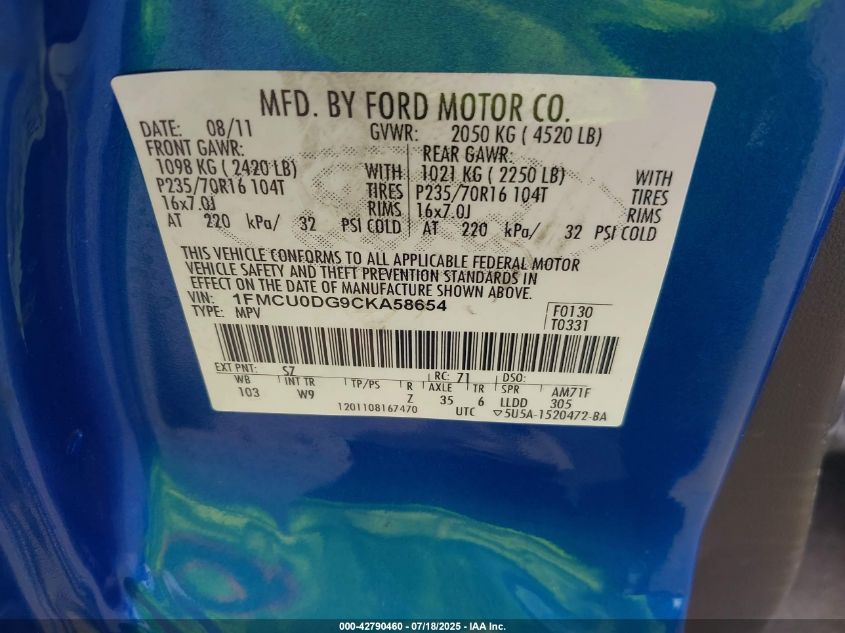 MFD. BY FORD MOTOR CO.
DATE: 08/11 GVWR: 2050 KG ( 4520 LB)
FRONT GAWR: REAR GAWR:
1098 KG ( 2420 LB) WITH 1021 KG ( 2250 LB) WITH
P235/70R16 104T TIRES P235/70R16 104T TIRES
16x7.0J RIMS 16x7.0J RIMS
AT 220 kPa/ 32 PSI COLD AT 220 kPa/ 32 PSI COLD
THIS VEHICLE CONFORMS TO ALL APPLICABLE FEDERAL MOTOR
VEHICLE SAFETY AND THEFT PREVENTION STANDARDS IN
EFFECT ON THE DATE OF MANUFACTURE SHOWN ABOVE.
VIN: 1FMCU0DG9CKA58654 F0130
TYPE: MPV T0331
EXT PNT: SZ RC: 71 DSO:
WB INT TR TP/PS R AXLE TR SPR AM71F
103 W9 Z 35 6 LLDD 305
1201108167470 UTC ▽5U5A-1520472-BA
000-42790460 - 07/18/2025 - IAA Inc.